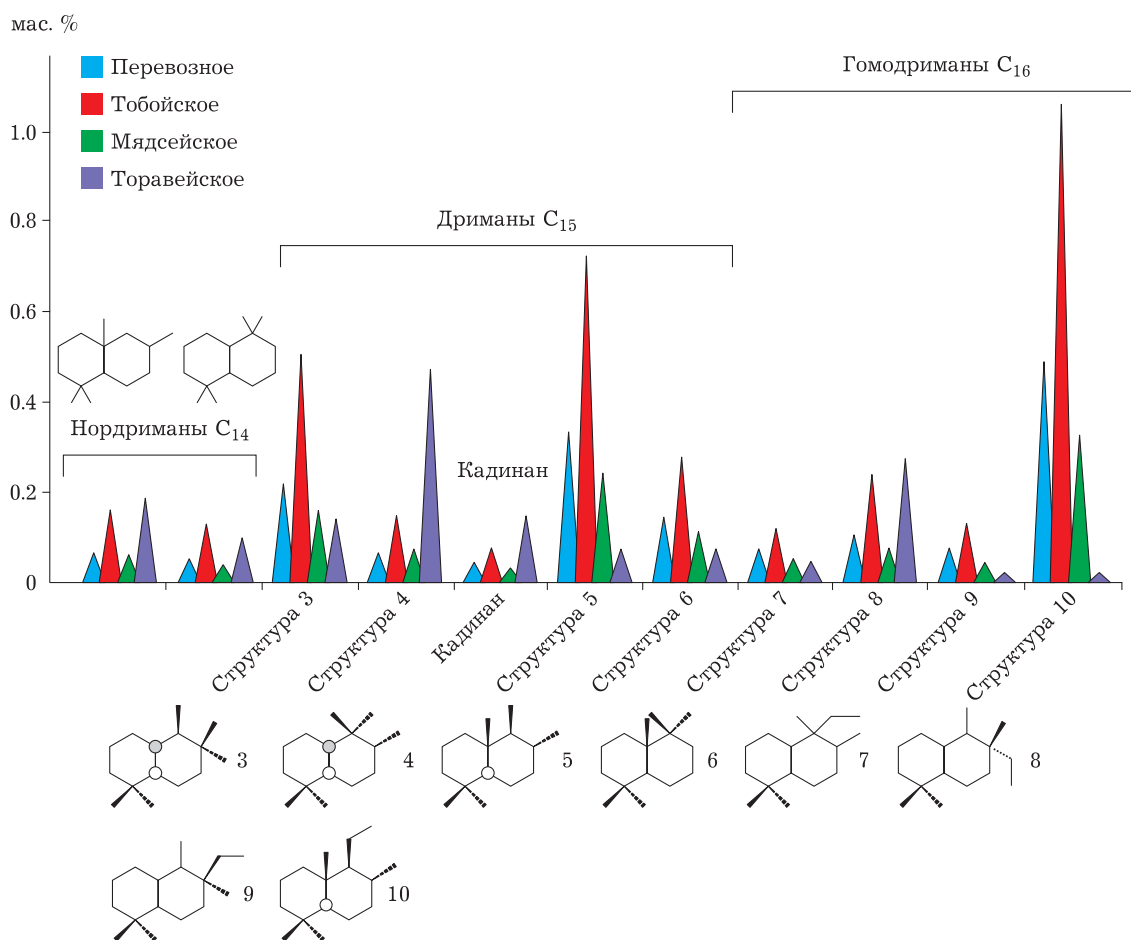 мас. %
Перевозное
Тобойское
Мядсейское
Торавейское
Гомодриманы C16
Дриманы C15
Нордриманы C14
Кадинан
1.0
0.8
0.6
0.4
0.2
0
Структура 3
Структура 4
Кадинан
Структура 5
Структура 6
Структура 7
Структура 8
Структура 9
Структура 10
3
4
5
6
7
8
9
10